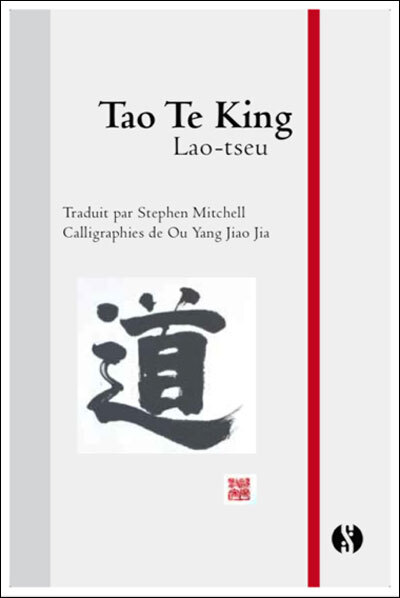 Tao Te King
Lao-tseu
Traduit par Stephen Mitchell
Calligraphies de Ou Yang Jiao Jia
道